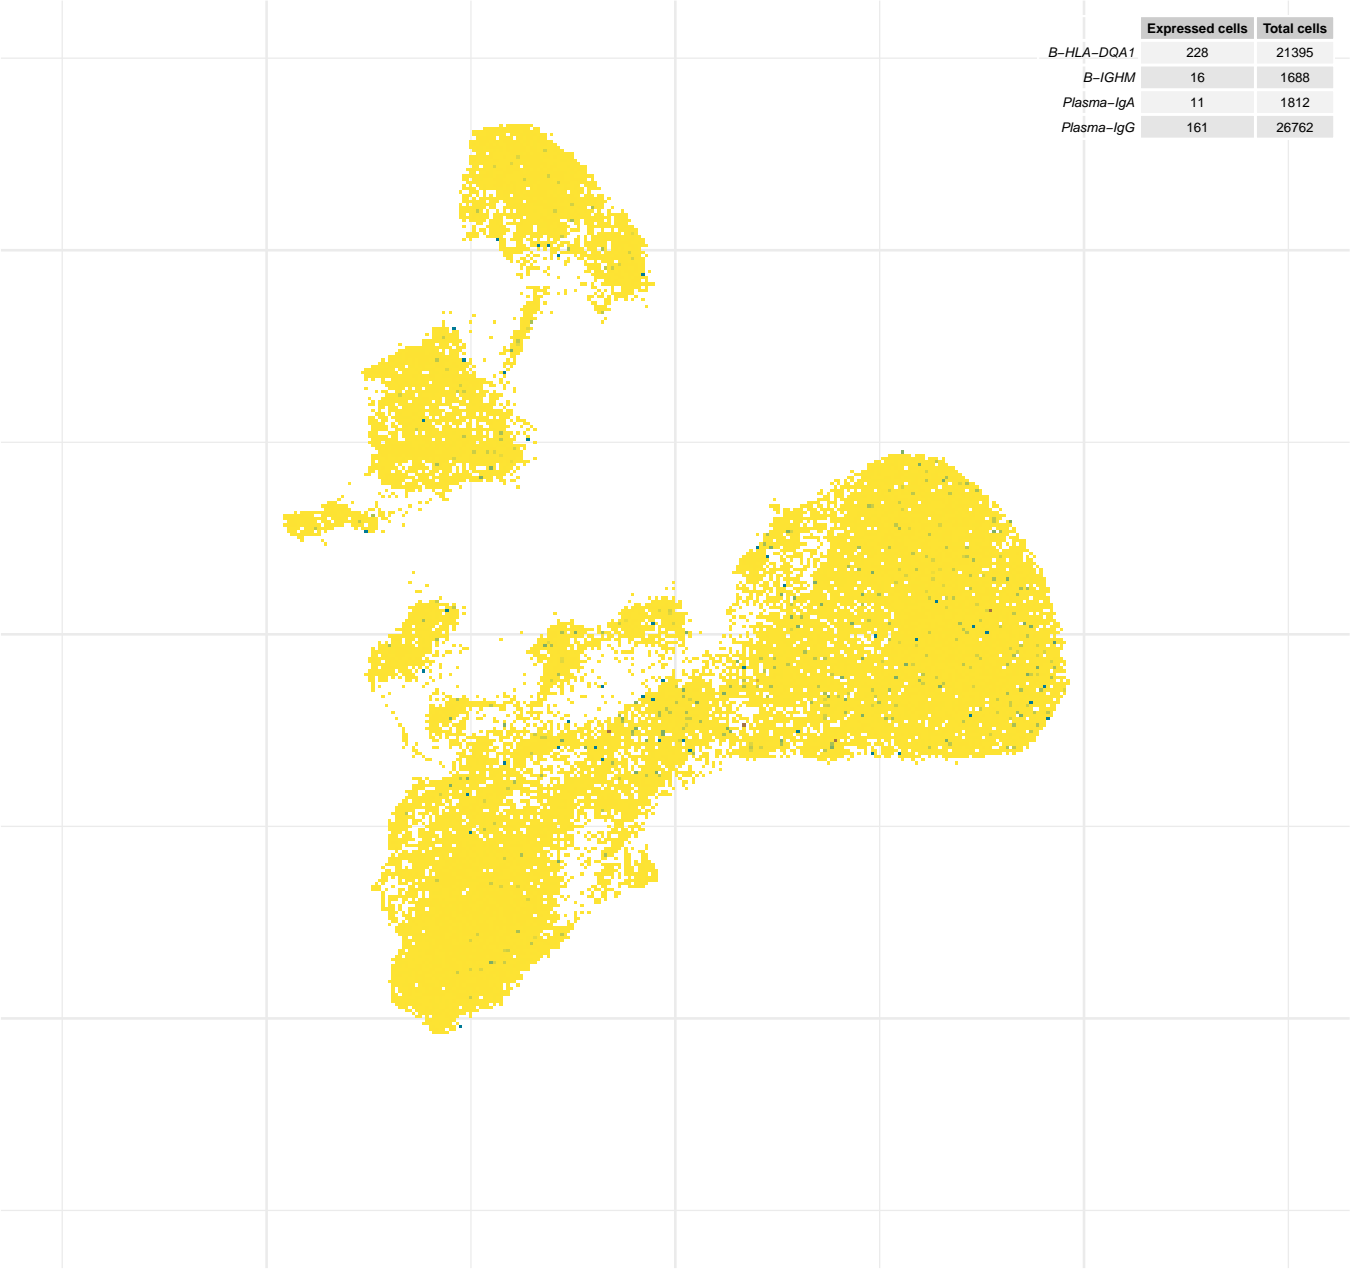 Expressed cells Total cells
B−HLA−DQA1 228 21395
B−IGHM 16 1688
Plasma−IgA 11 1812
Plasma−IgG 161 26762